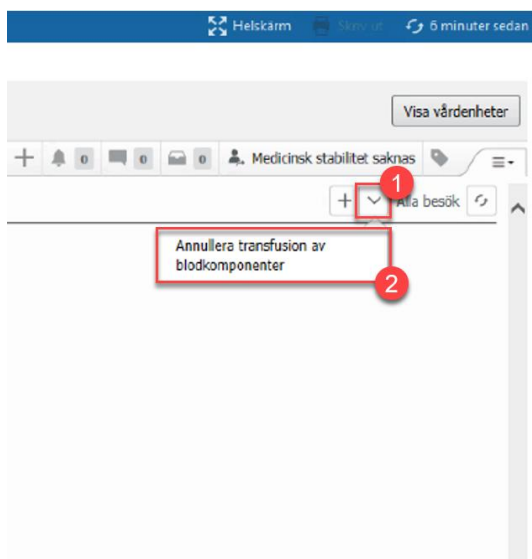 Helskärm Skriv ut 6 minuter sedan
Visa vårdenheter
0 0 0 Medicinsk stabilitet saknas
1
Alla besök
Annullera transfusion av
blodkomponenter
2